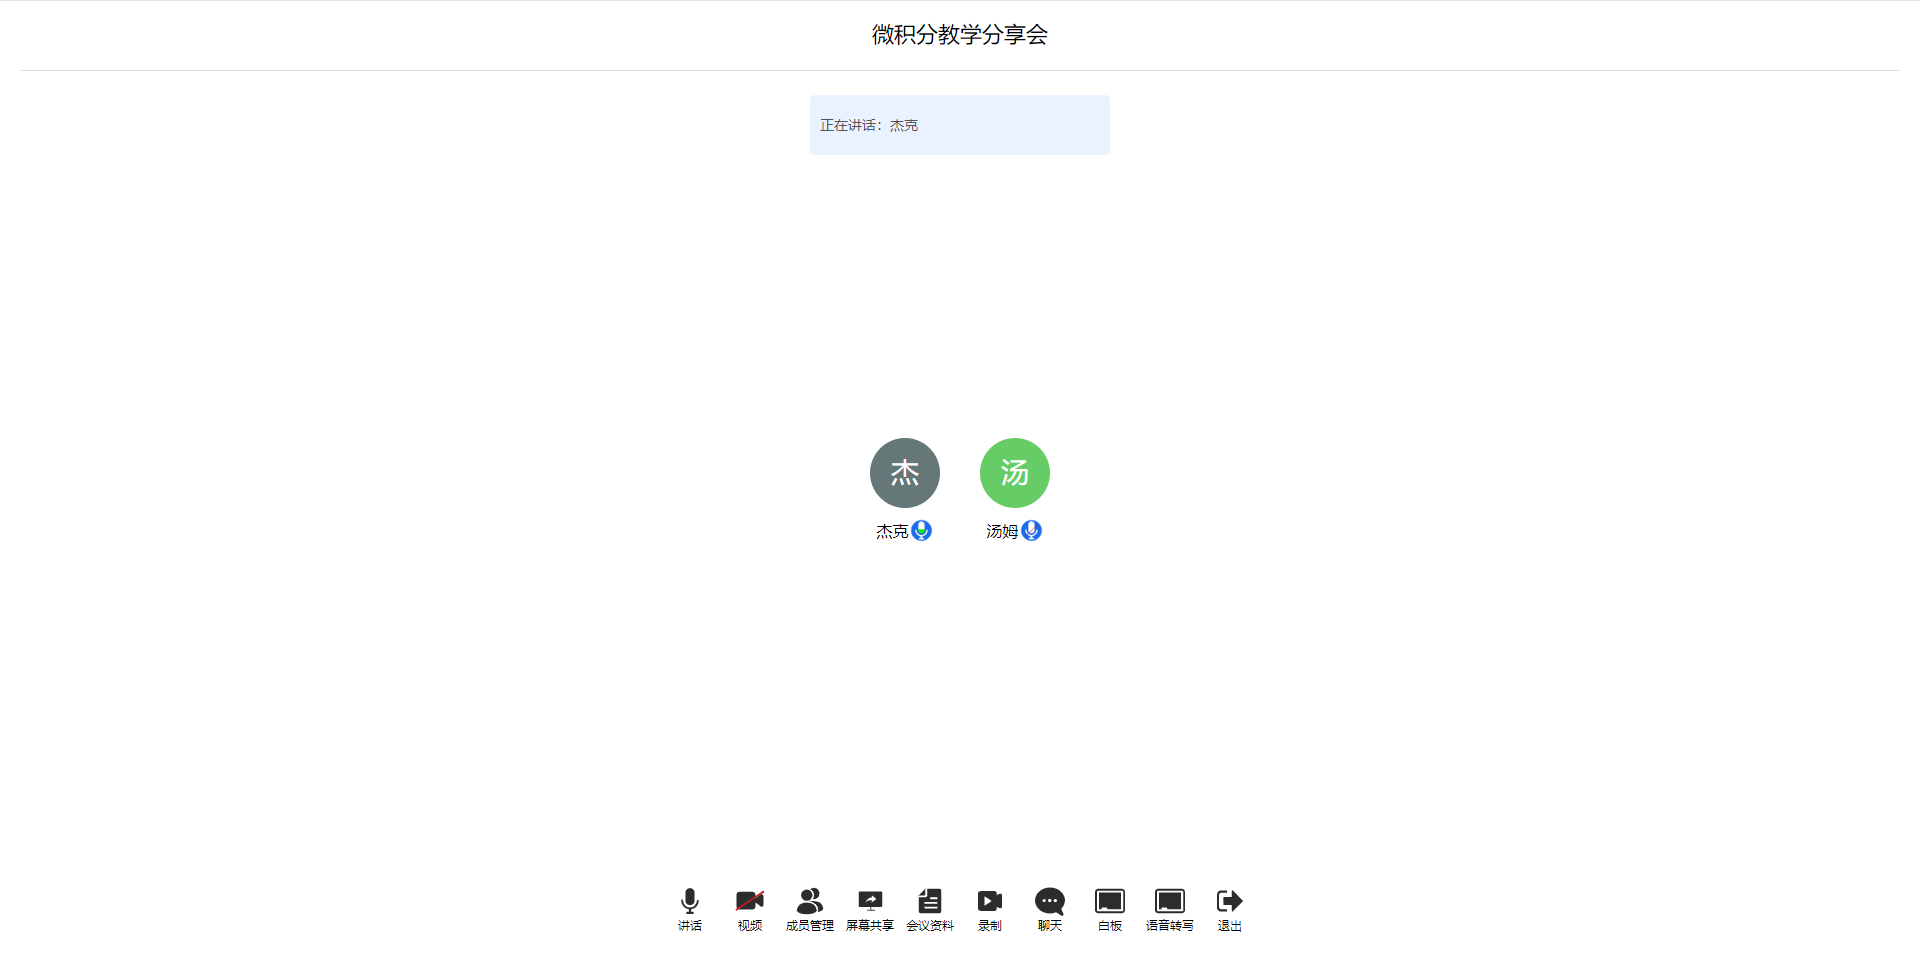 微积分教学分享会
正在讲话：杰克
杰 汤
杰克 汤姆
讲话 视频 成员管理 屏幕共享 会议资料 录制 聊天 白板 语音转写 退出